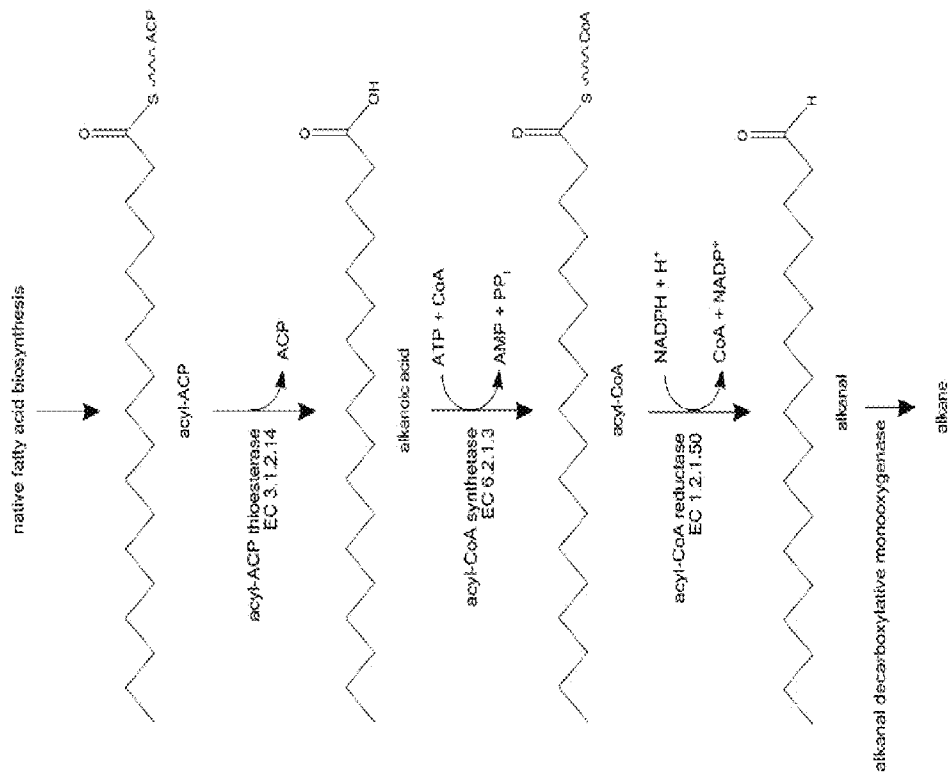 native fatty acid biosynthesis
O
S
ACP
acyl-ACP
acyl-ACP thioesterase
EC 3.1.2.14
ACP
O
OH
alkanoic acid
acyl-CoA synthetase
EC 6.2.1.3
ATP + CoA
AMP + PPi
O
S
CoA
acyl-CoA
acyl-CoA reductase
EC 1.2.1.50
NADPH + H+
CoA + NADP+
O
H
alkanal
alkanal decarboxylative monooxygenase
alkane